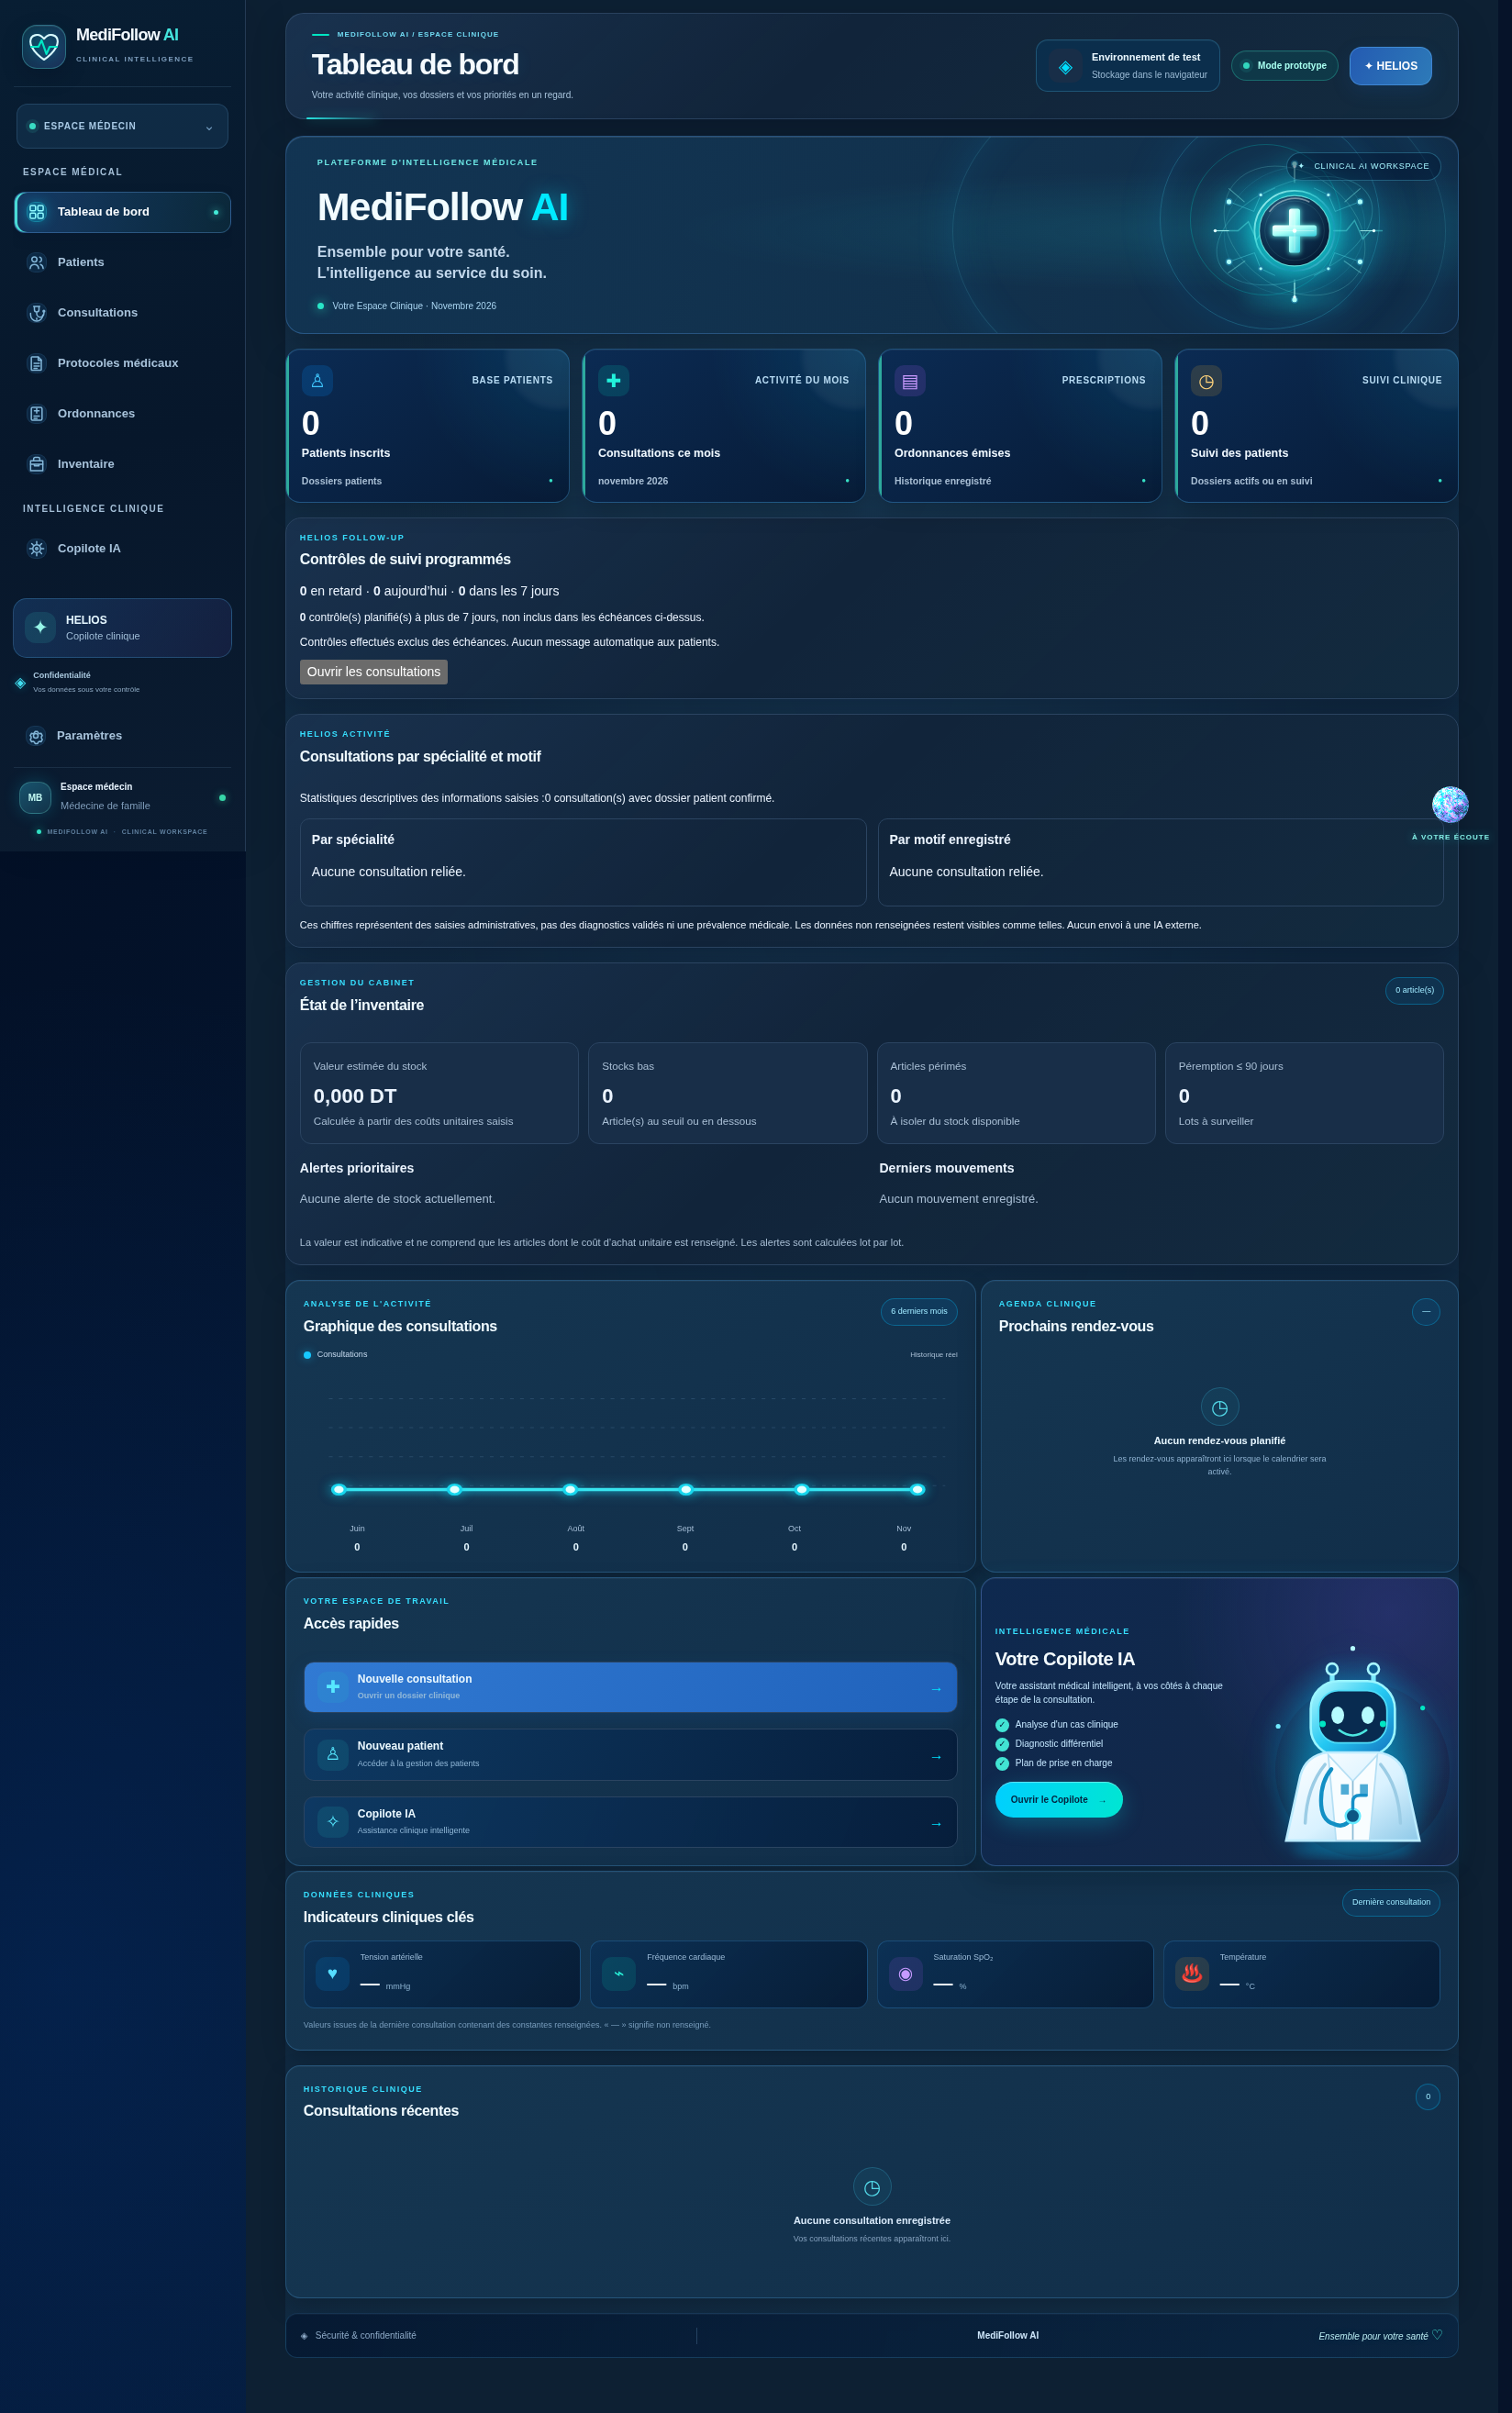 MediFollow AI
CLINICAL INTELLIGENCE
ESPACE MÉDECIN
ESPACE MÉDICAL
Tableau de bord
Patients
Consultations
Protocoles médicaux
Ordonnances
Inventaire
INTELLIGENCE CLINIQUE
Copilote IA
HELIOS
Copilote clinique
Confidentialité
Vos données sous votre contrôle
Paramètres
MB
Espace médecin
Médecine de famille
MEDIFOLLOW AI · CLINICAL WORKSPACE
MEDIFOLLOW AI / ESPACE CLINIQUE
Tableau de bord
Votre activité clinique, vos dossiers et vos priorités en un regard.
Environnement de test
Stockage dans le navigateur
Mode prototype
✦ HELIOS
PLATEFORME D'INTELLIGENCE MÉDICALE
MediFollow AI
Ensemble pour votre santé.
L'intelligence au service du soin.
Votre Espace Clinique · Novembre 2026
✦ CLINICAL AI WORKSPACE
BASE PATIENTS
0
Patients inscrits
Dossiers patients
ACTIVITÉ DU MOIS
0
Consultations ce mois
novembre 2026
PRESCRIPTIONS
0
Ordonnances émises
Historique enregistré
SUIVI CLINIQUE
0
Suivi des patients
Dossiers actifs ou en suivi
HELIOS FOLLOW-UP
Contrôles de suivi programmés
0 en retard · 0 aujourd’hui · 0 dans les 7 jours
0 contrôle(s) planifié(s) à plus de 7 jours, non inclus dans les échéances ci-dessus.
Contrôles effectués exclus des échéances. Aucun message automatique aux patients.
Ouvrir les consultations
HELIOS ACTIVITÉ
Consultations par spécialité et motif
Statistiques descriptives des informations saisies :0 consultation(s) avec dossier patient confirmé.
Par spécialité
Aucune consultation reliée.
Par motif enregistré
Aucune consultation reliée.
Ces chiffres représentent des saisies administratives, pas des diagnostics validés ni une prévalence médicale. Les données non renseignées restent visibles comme telles. Aucun envoi à une IA externe.
À VOTRE ÉCOUTE
GESTION DU CABINET
État de l’inventaire
0 article(s)
Valeur estimée du stock
0,000 DT
Calculée à partir des coûts unitaires saisis
Stocks bas
0
Article(s) au seuil ou en dessous
Articles périmés
0
À isoler du stock disponible
Péremption ≤ 90 jours
0
Lots à surveiller
Alertes prioritaires
Aucune alerte de stock actuellement.
Derniers mouvements
Aucun mouvement enregistré.
La valeur est indicative et ne comprend que les articles dont le coût d’achat unitaire est renseigné. Les alertes sont calculées lot par lot.
ANALYSE DE L'ACTIVITÉ
Graphique des consultations
6 derniers mois
Consultations
Historique réel
Juin Juil Août Sept Oct Nov
0 0 0 0 0 0
AGENDA CLINIQUE
Prochains rendez-vous
—
Aucun rendez-vous planifié
Les rendez-vous apparaîtront ici lorsque le calendrier sera
activé.
VOTRE ESPACE DE TRAVAIL
Accès rapides
Nouvelle consultation
Ouvrir un dossier clinique
→
Nouveau patient
Accéder à la gestion des patients
→
Copilote IA
Assistance clinique intelligente
→
INTELLIGENCE MÉDICALE
Votre Copilote IA
Votre assistant médical intelligent, à vos côtés à chaque
étape de la consultation.
✓ Analyse d'un cas clinique
✓ Diagnostic différentiel
✓ Plan de prise en charge
Ouvrir le Copilote →
DONNÉES CLINIQUES
Indicateurs cliniques clés
Dernière consultation
Tension artérielle
— mmHg
Fréquence cardiaque
— bpm
Saturation SpO₂
— %
Température
— °C
Valeurs issues de la dernière consultation contenant des constantes renseignées. « — » signifie non renseigné.
HISTORIQUE CLINIQUE
Consultations récentes
0
Aucune consultation enregistrée
Vos consultations récentes apparaîtront ici.
Sécurité & confidentialité
MediFollow AI
Ensemble pour votre santé ♡